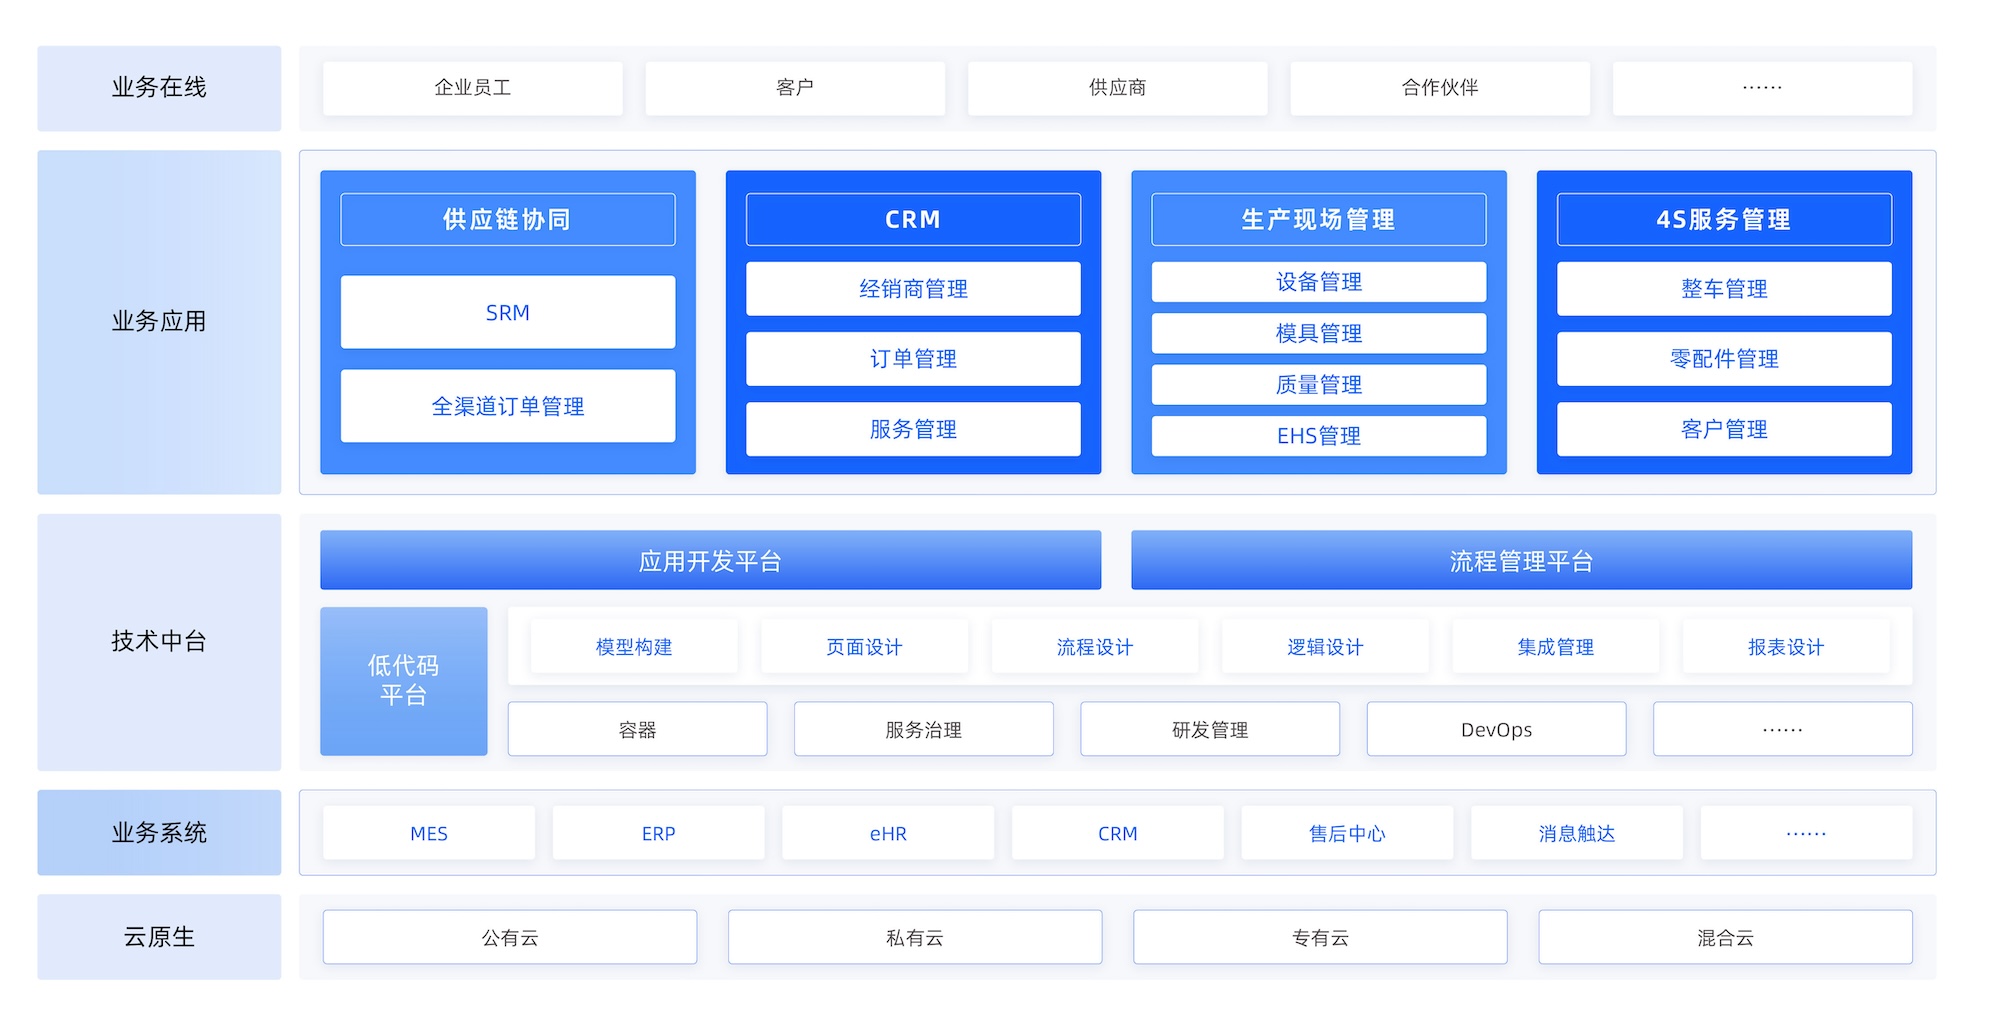 业务在线
企业员工
客户
供应商
合作伙伴
……
业务应用
供应链协同
SRM
全渠道订单管理
CRM
经销商管理
订单管理
服务管理
生产现场管理
设备管理
模具管理
质量管理
EHS管理
4S服务管理
整车管理
零配件管理
客户管理
技术中台
应用开发平台
流程管理平台
低代码
平台
模型构建
页面设计
流程设计
逻辑设计
集成管理
报表设计
容器
服务治理
研发管理
DevOps
……
业务系统
MES
ERP
eHR
CRM
售后中心
消息触达
……
云原生
公有云
私有云
专有云
混合云